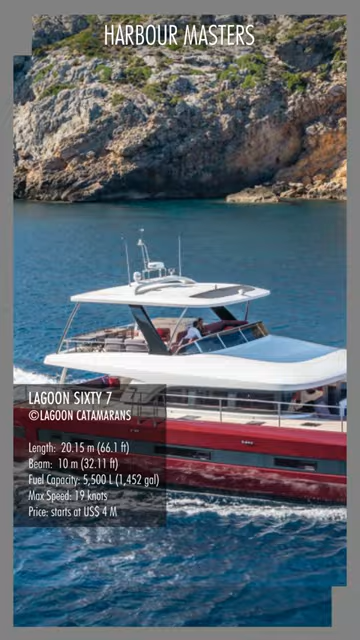 HARBOUR MASTERS
LAGOON SIXTY 7
©LAGOON CATAMARANS
Length: 20.15 m (66.1 ft)
Beam: 10 m (32.11 ft)
Fuel Capacity: 5,500 L (1,452 gal)
Max Speed: 19 knots
Price: starts at US$ 4 M